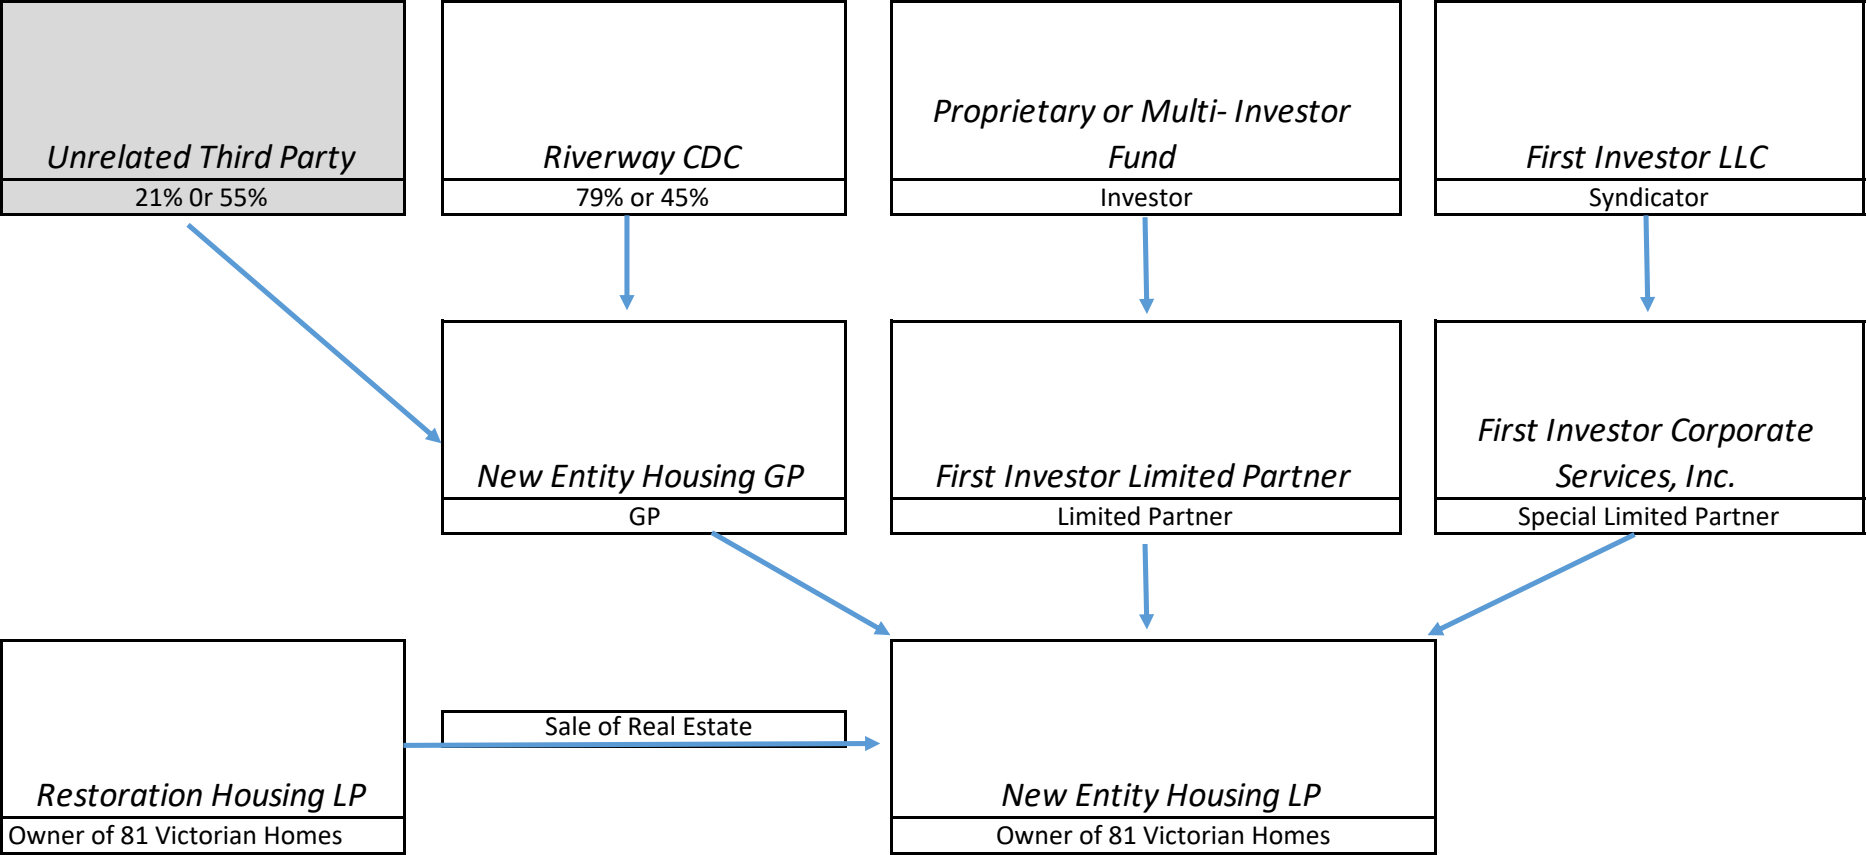 Unrelated Third Party
21% 0r 55%
Riverway CDC
79% or 45%
Proprietary or Multi- Investor
Fund
Investor
First Investor LLC
Syndicator
New Entity Housing GP
GP
First Investor Limited Partner
Limited Partner
First Investor Corporate
Services, Inc.
Special Limited Partner
Restoration Housing LP
Owner of 81 Victorian Homes
Sale of Real Estate
New Entity Housing LP
Owner of 81 Victorian Homes